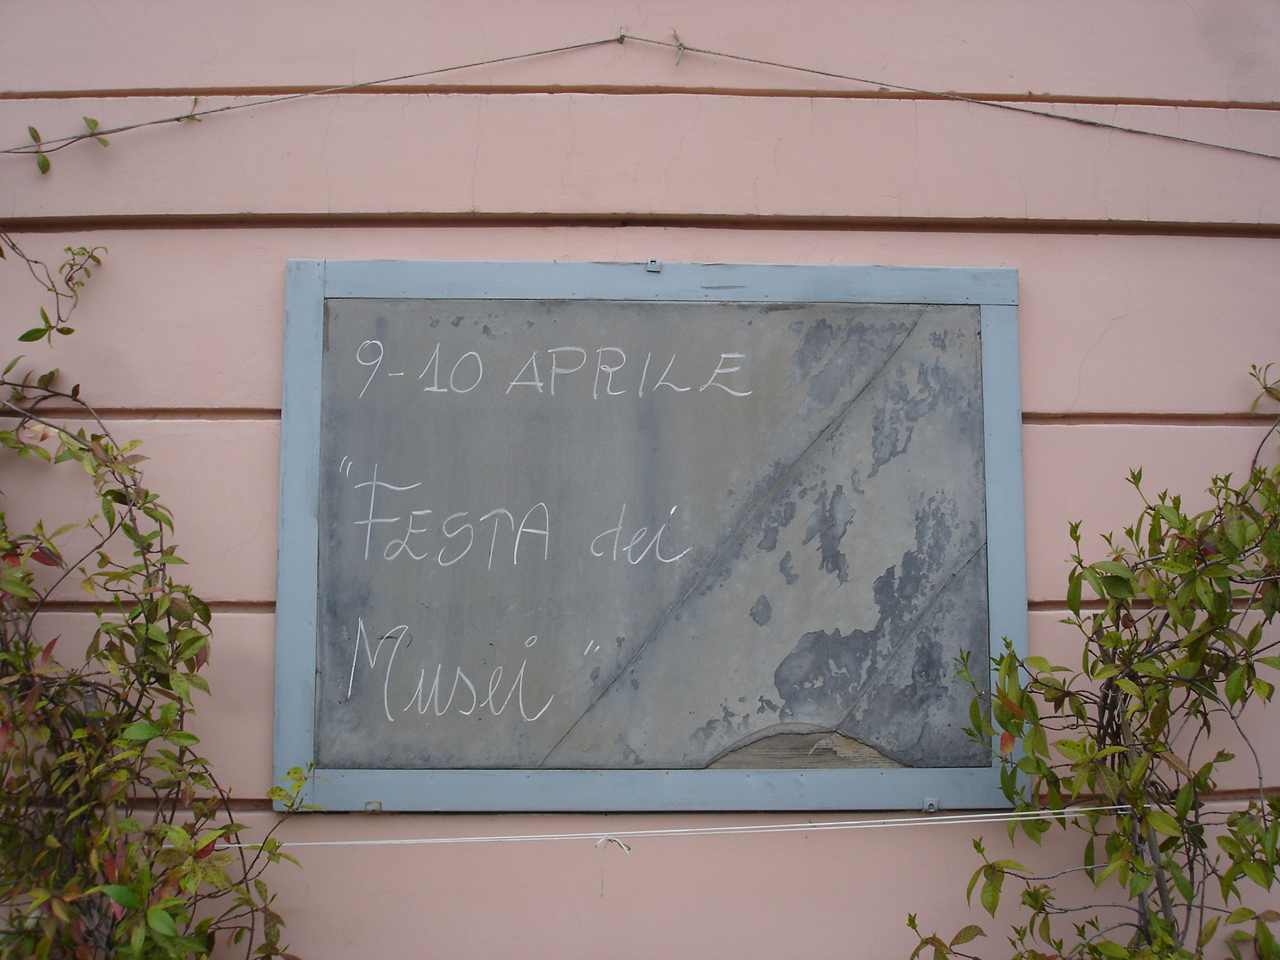 9-10 APRILE
"FESTA dei
Musei"